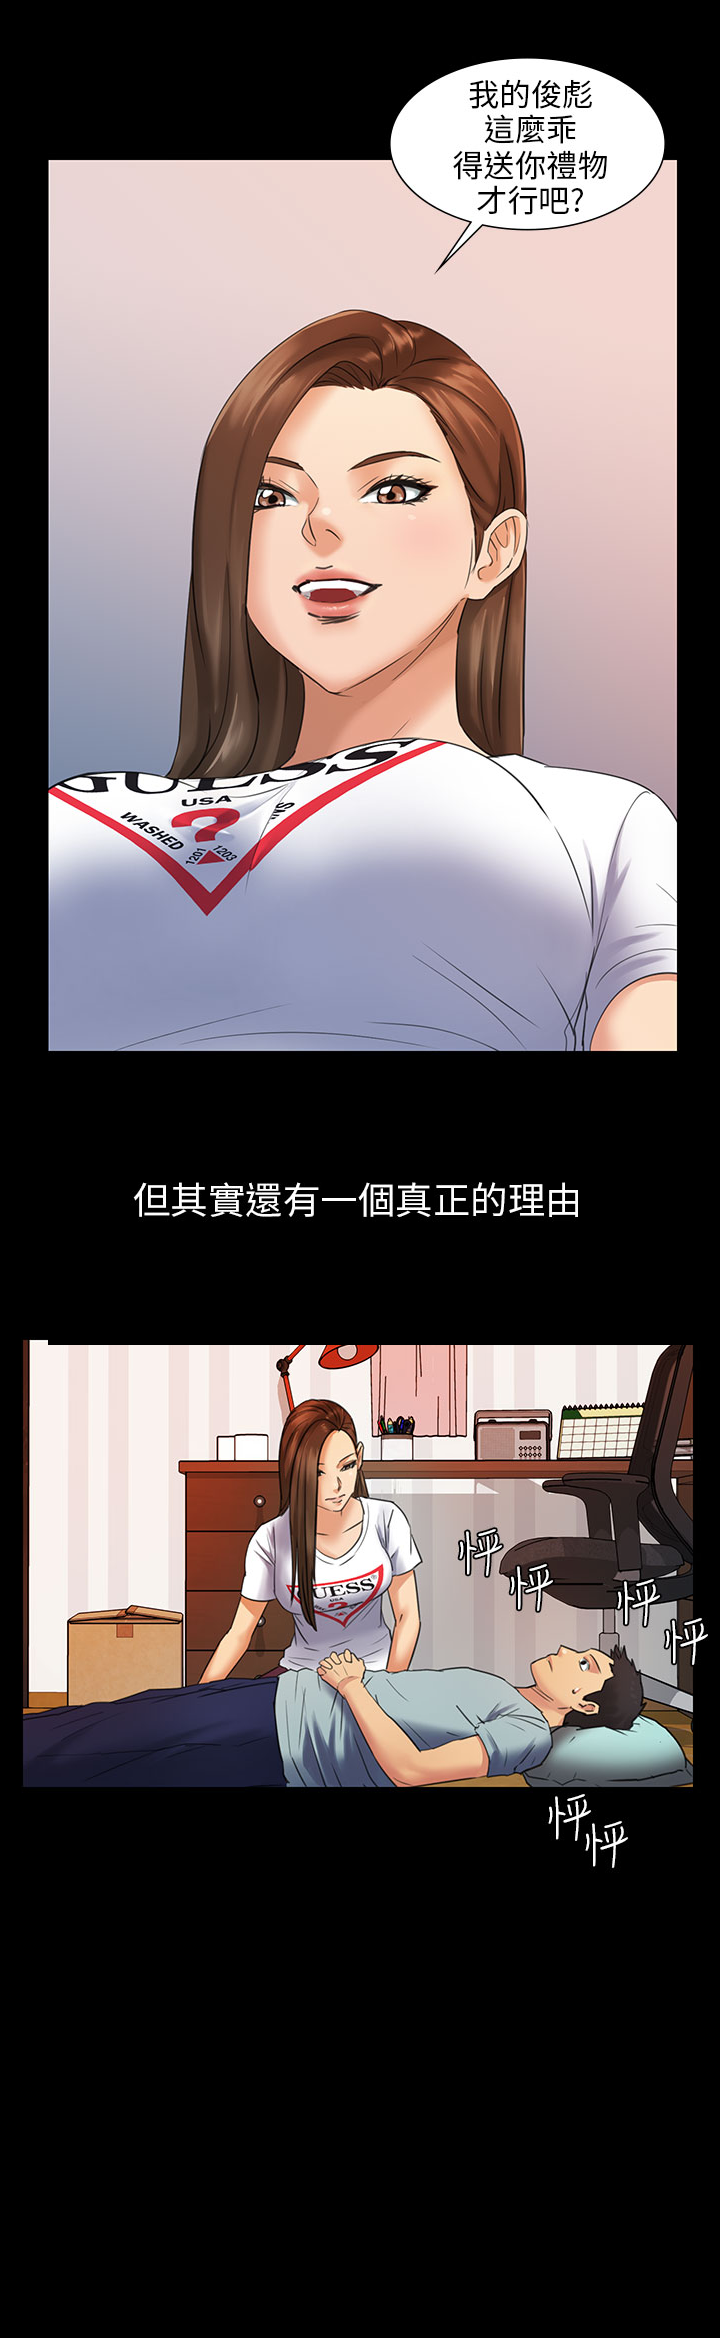 我的俊彪
這麼乖
得送你禮物
才行吧?
GUESS
USA
?
WASHED
1201 1203
但其實還有一個真正的理由
GUESS
USA
?
怦
怦
怦
怦
怦
怦